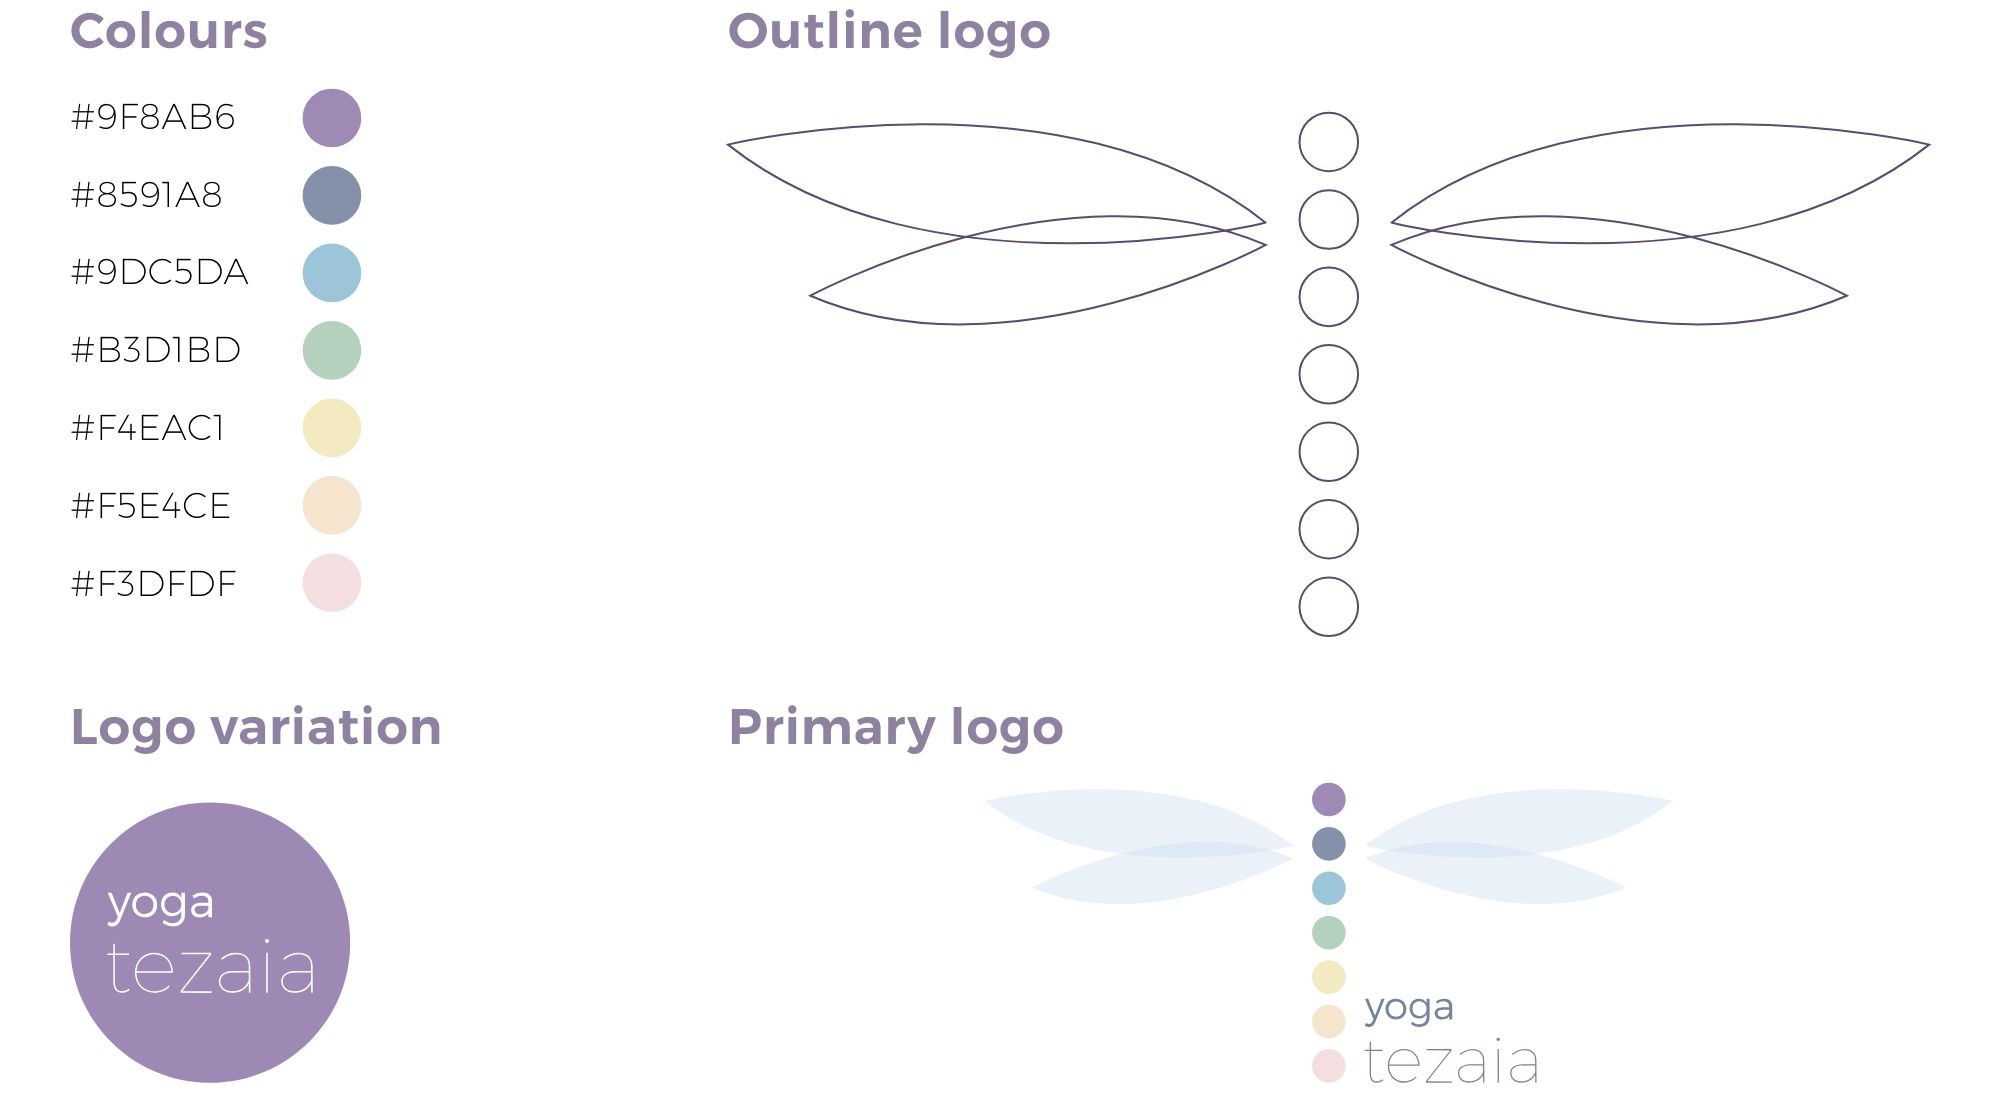 Colours
#9F8AB6
#8591A8
#9DC5DA
#B3D1BD
#F4EAC1
#F5E4CE
#F3DFDF
Outline logo
Logo variation
yoga
tezaia
Primary logo
yoga
tezaia